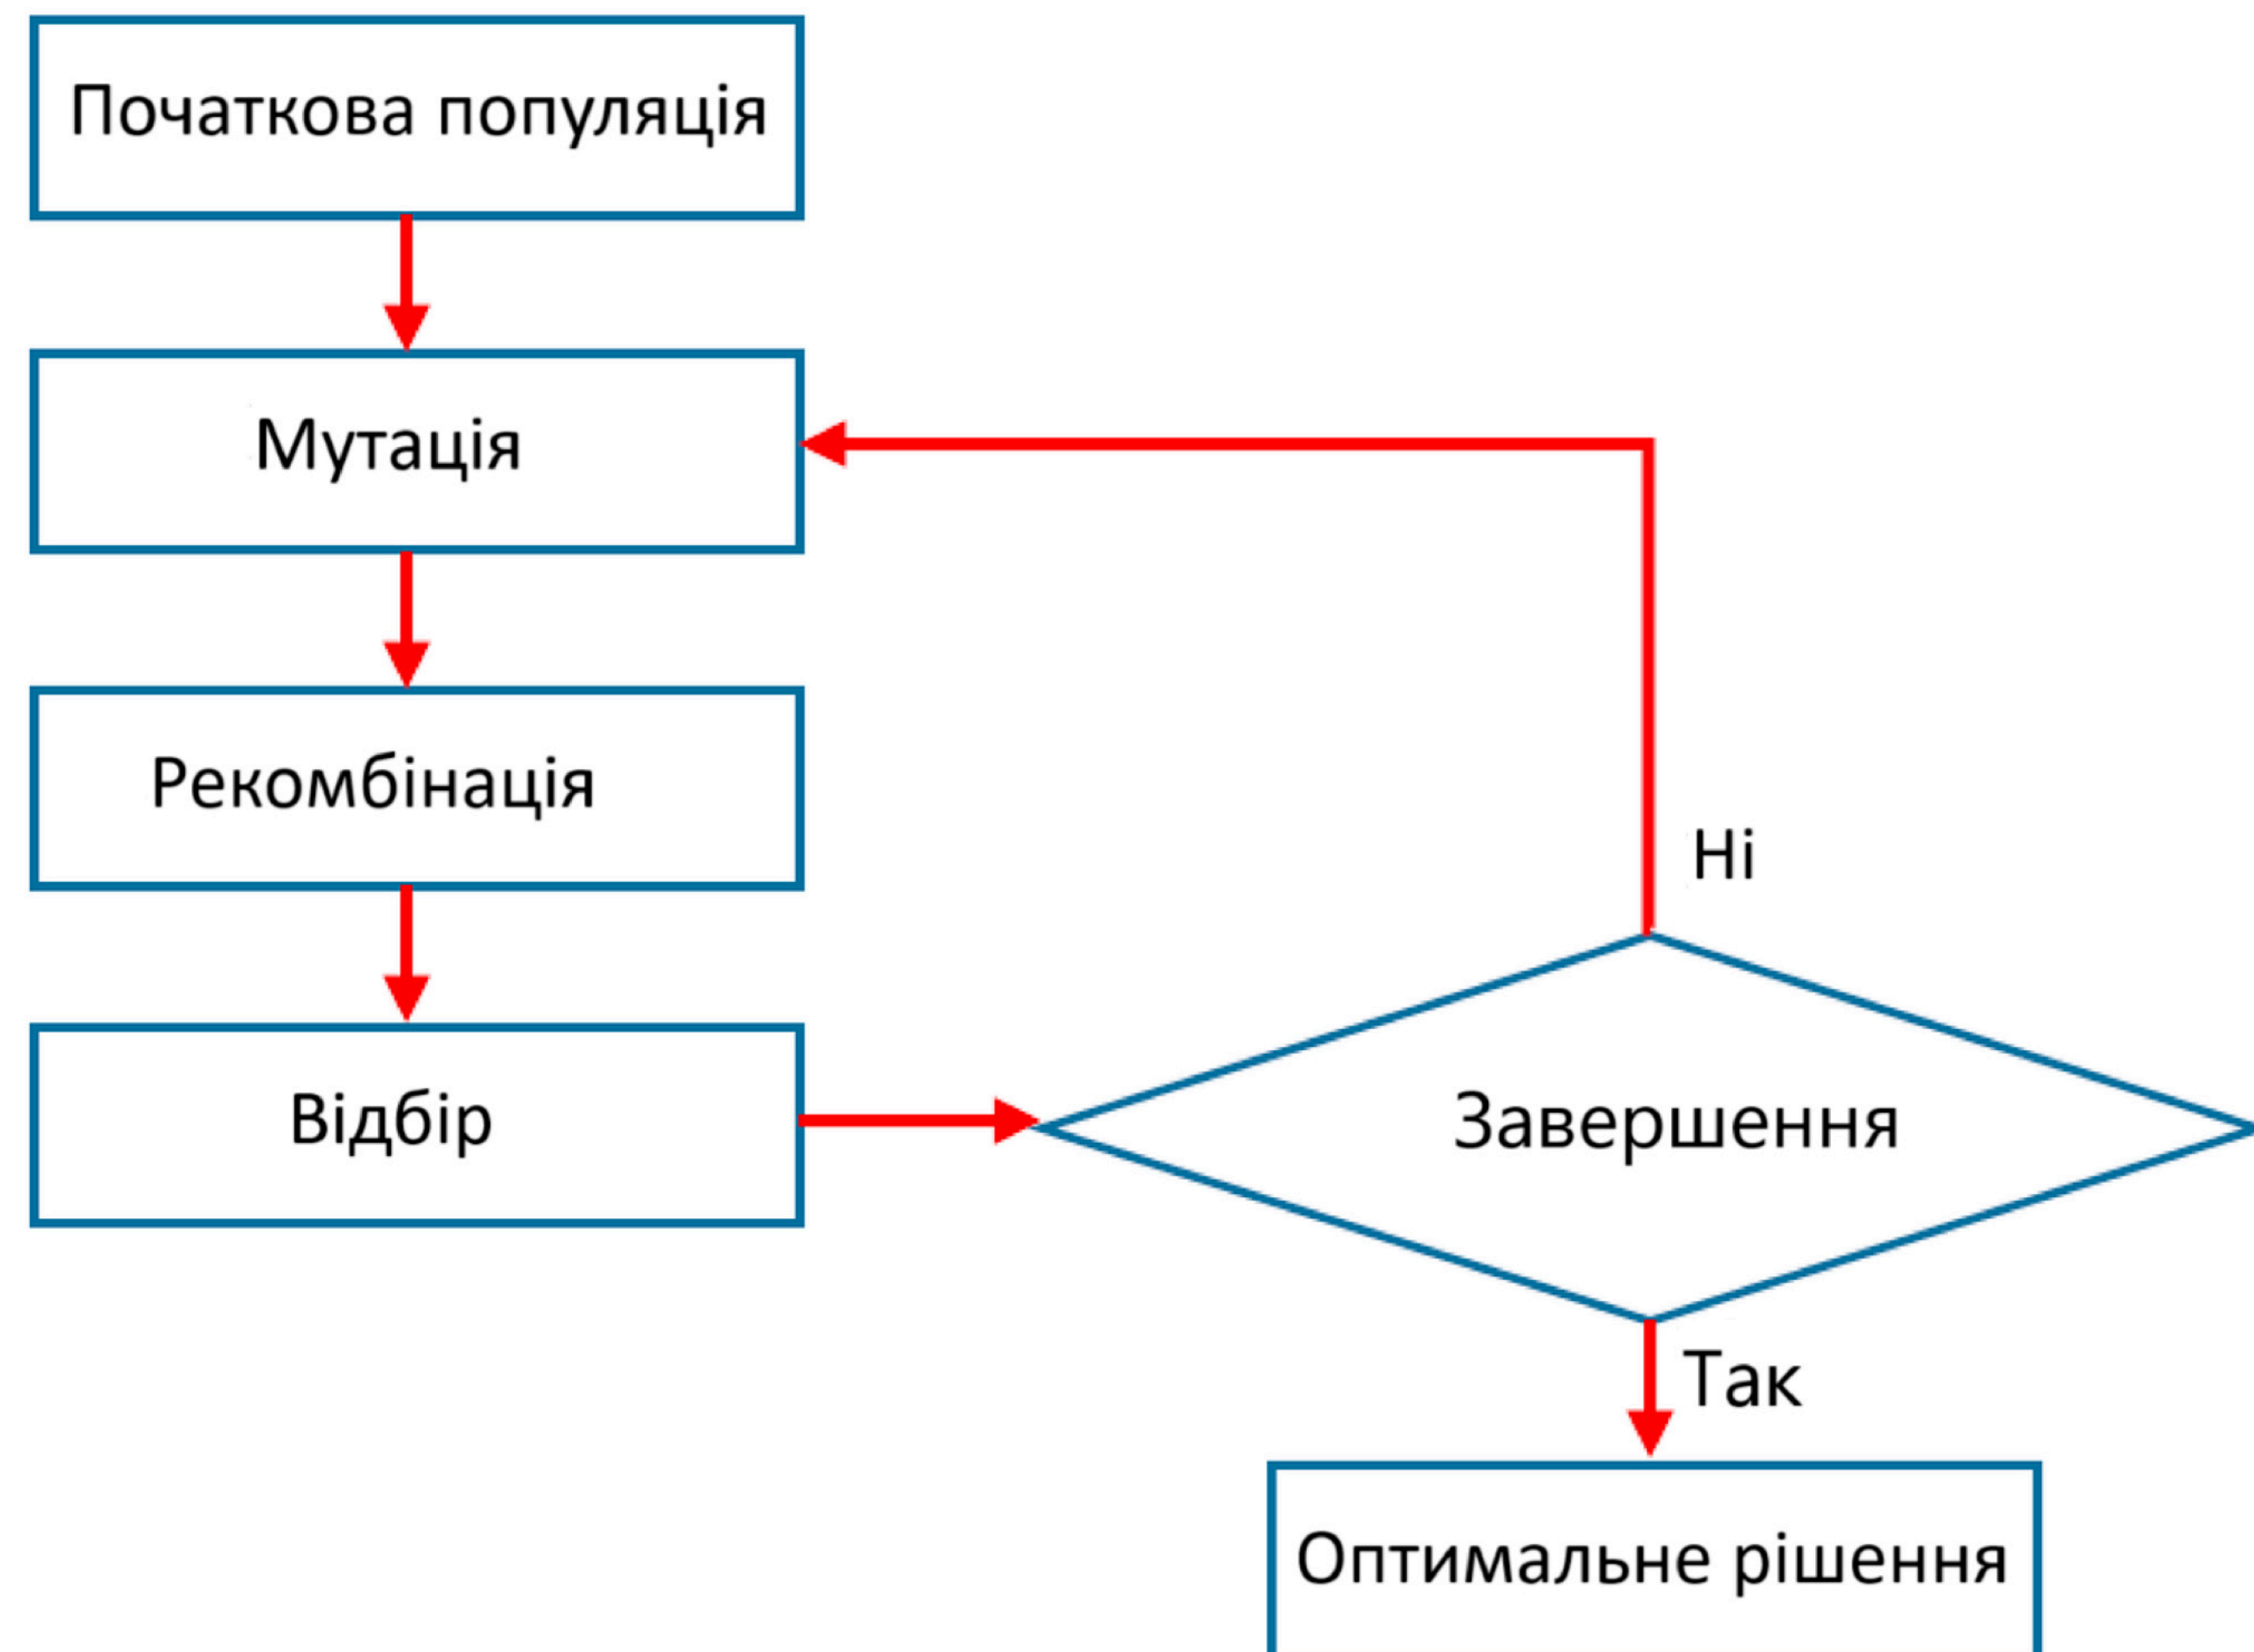 Початкова популяція
Мутація
Рекомбінація
Ні
Відбір
Завершення
Так
Оптимальне рішення